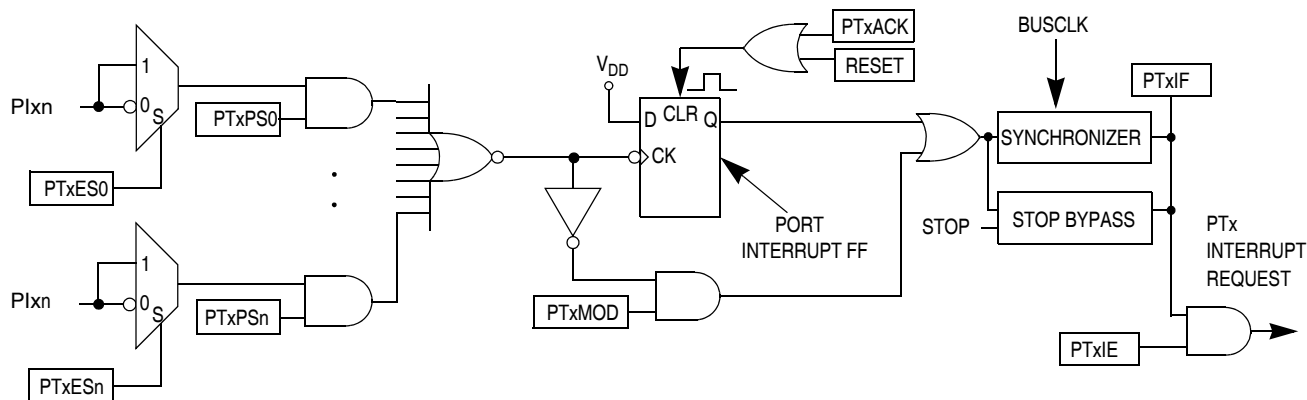 PIxn
1
0
S
PTxES0
PTxPS0
PIxn
1
0
S
PTxESn
PTxPSn
VDD
D
CLR
Q
CK
PTxACK
RESET
PORT
INTERRUPT FF
PTxMOD
BUSCLK
SYNCHRONIZER
STOP
STOP BYPASS
PTxIF
PTx
INTERRUPT
REQUEST
PTxIE